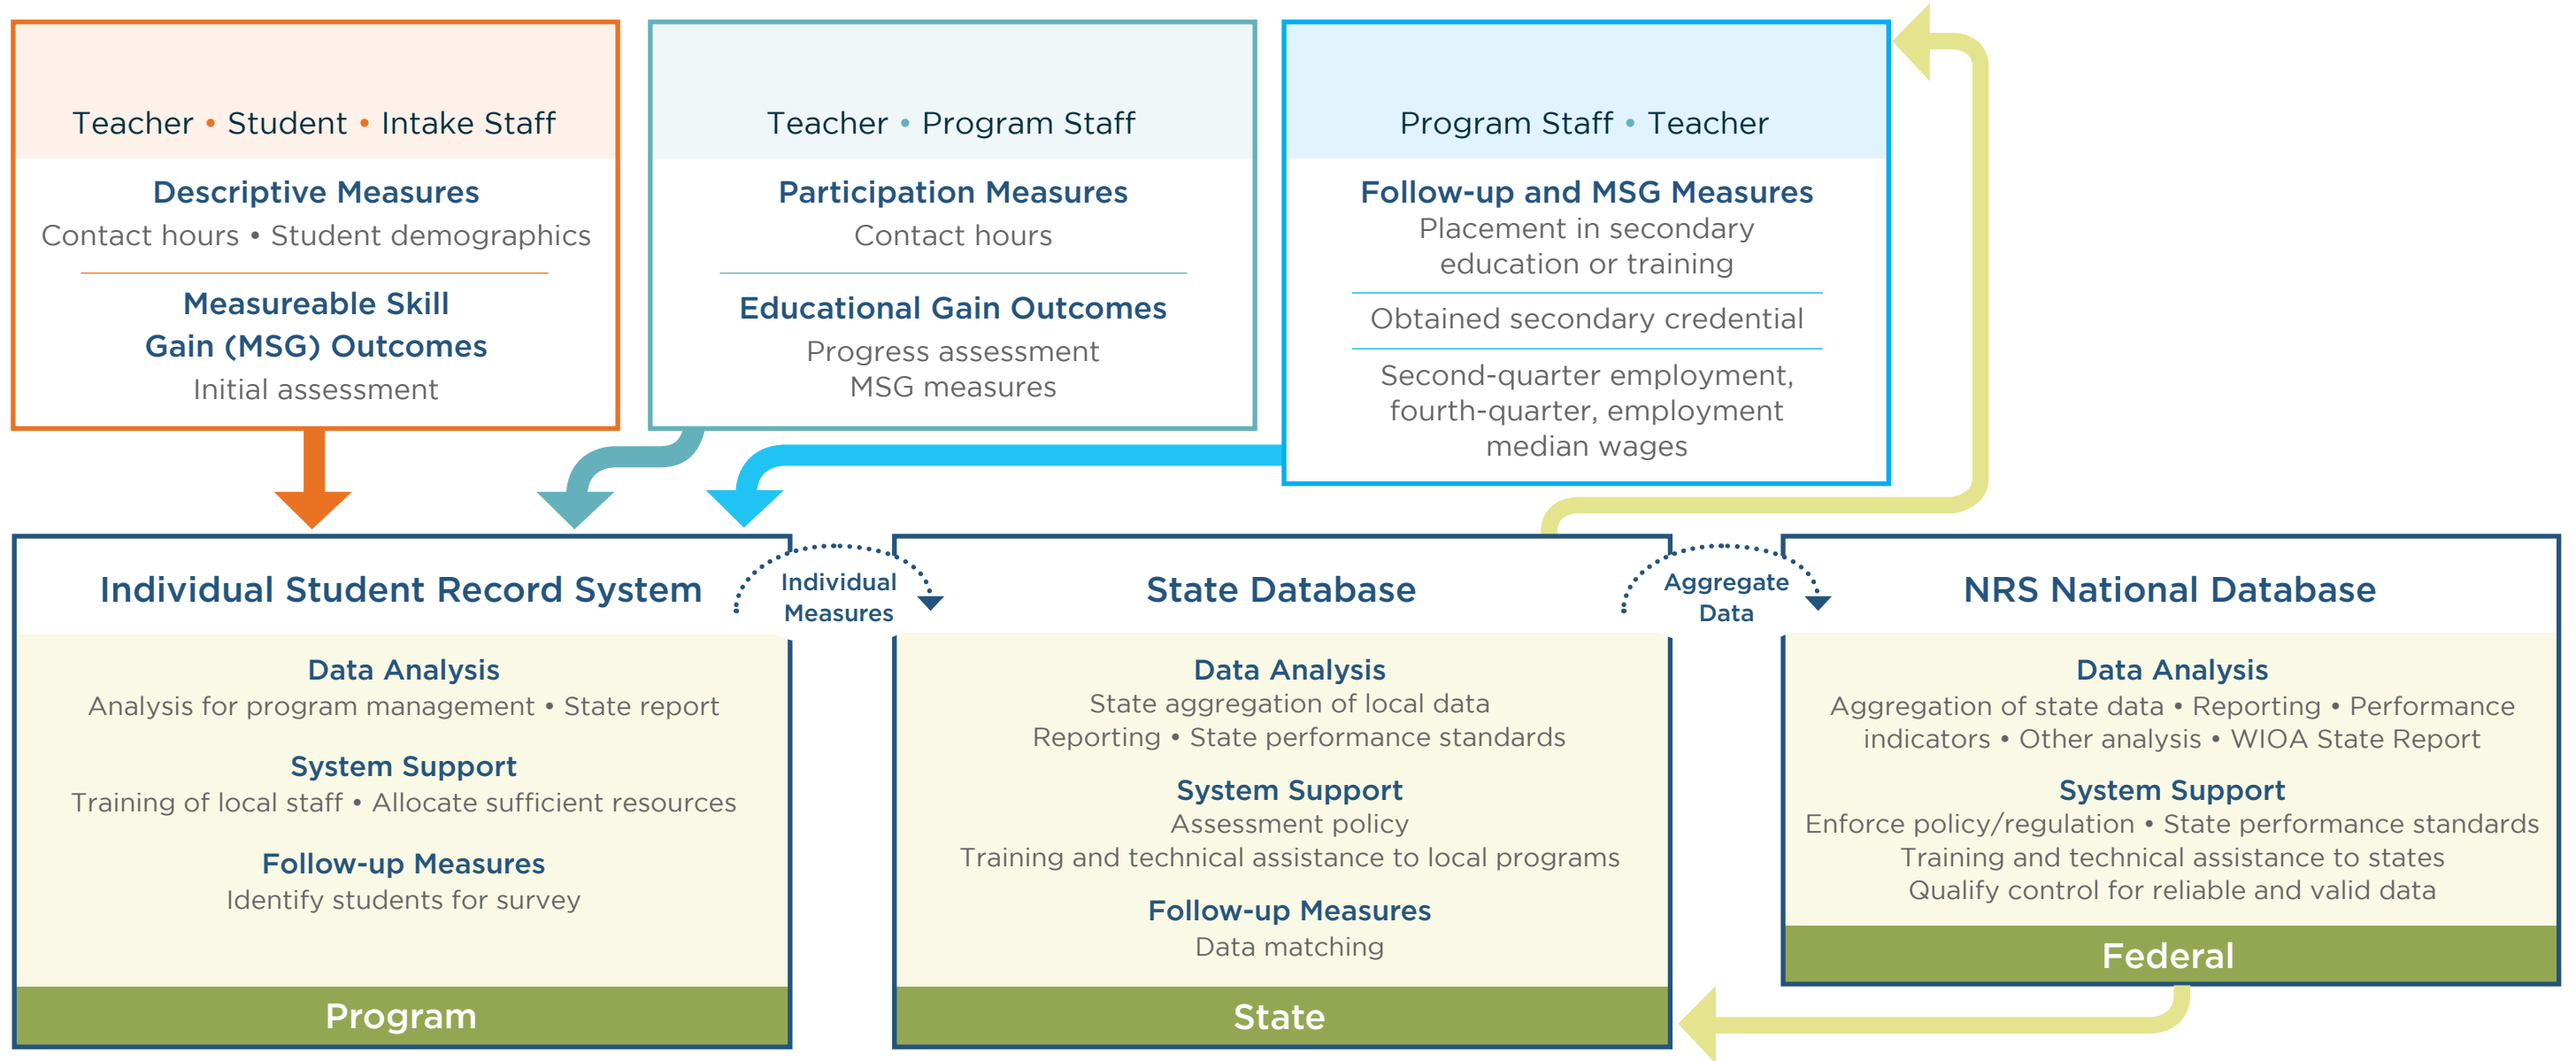 Teacher • Student • Intake Staff
Descriptive Measures
Contact hours • Student demographics
Measureable Skill
Gain (MSG) Outcomes
Initial assessment
Teacher • Program Staff
Participation Measures
Contact hours
Educational Gain Outcomes
Progress assessment
MSG measures
Program Staff • Teacher
Follow-up and MSG Measures
Placement in secondary
education or training
Obtained secondary credential
Second-quarter employment,
fourth-quarter, employment
median wages
Individual Student Record System
Data Analysis
Analysis for program management • State report
System Support
Training of local staff • Allocate sufficient resources
Follow-up Measures
Identify students for survey
Program
Individual
Measures
State Database
Data Analysis
State aggregation of local data
Reporting • State performance standards
System Support
Assessment policy
Training and technical assistance to local programs
Follow-up Measures
Data matching
State
Aggregate
Data
NRS National Database
Data Analysis
Aggregation of state data • Reporting • Performance
indicators • Other analysis • WIOA State Report
System Support
Enforce policy/regulation • State performance standards
Training and technical assistance to states
Qualify control for reliable and valid data
Federal